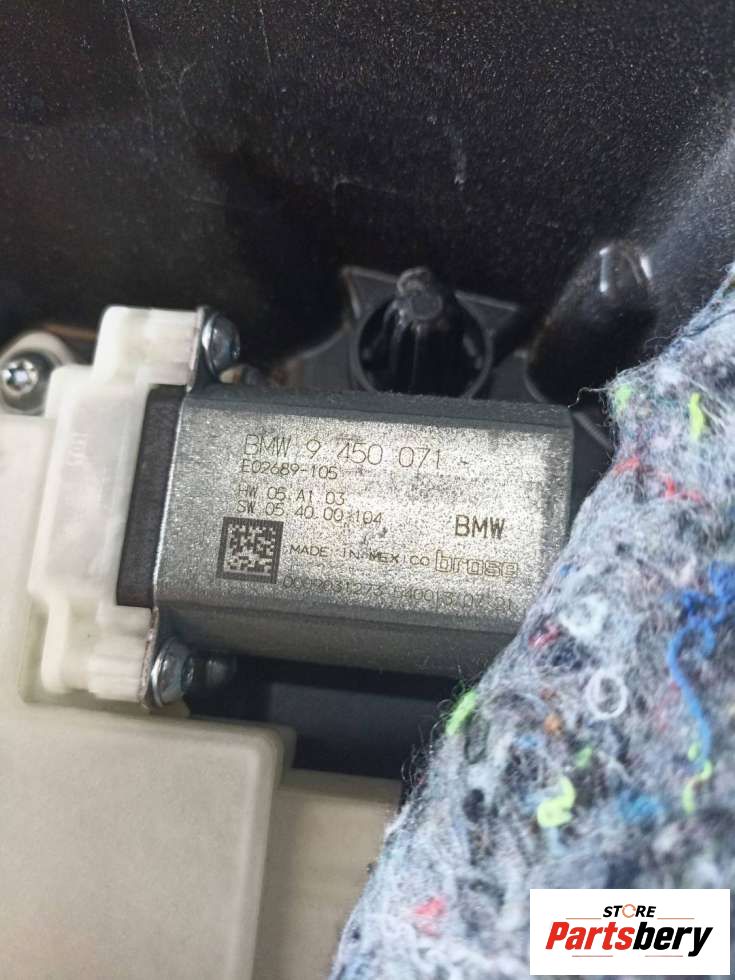 BMW 9 450 071
E02689-105
HW 05.A1.03
SW 05.40.00.104
BMW
MADE IN MEXICO brose
STORE
Partsbery